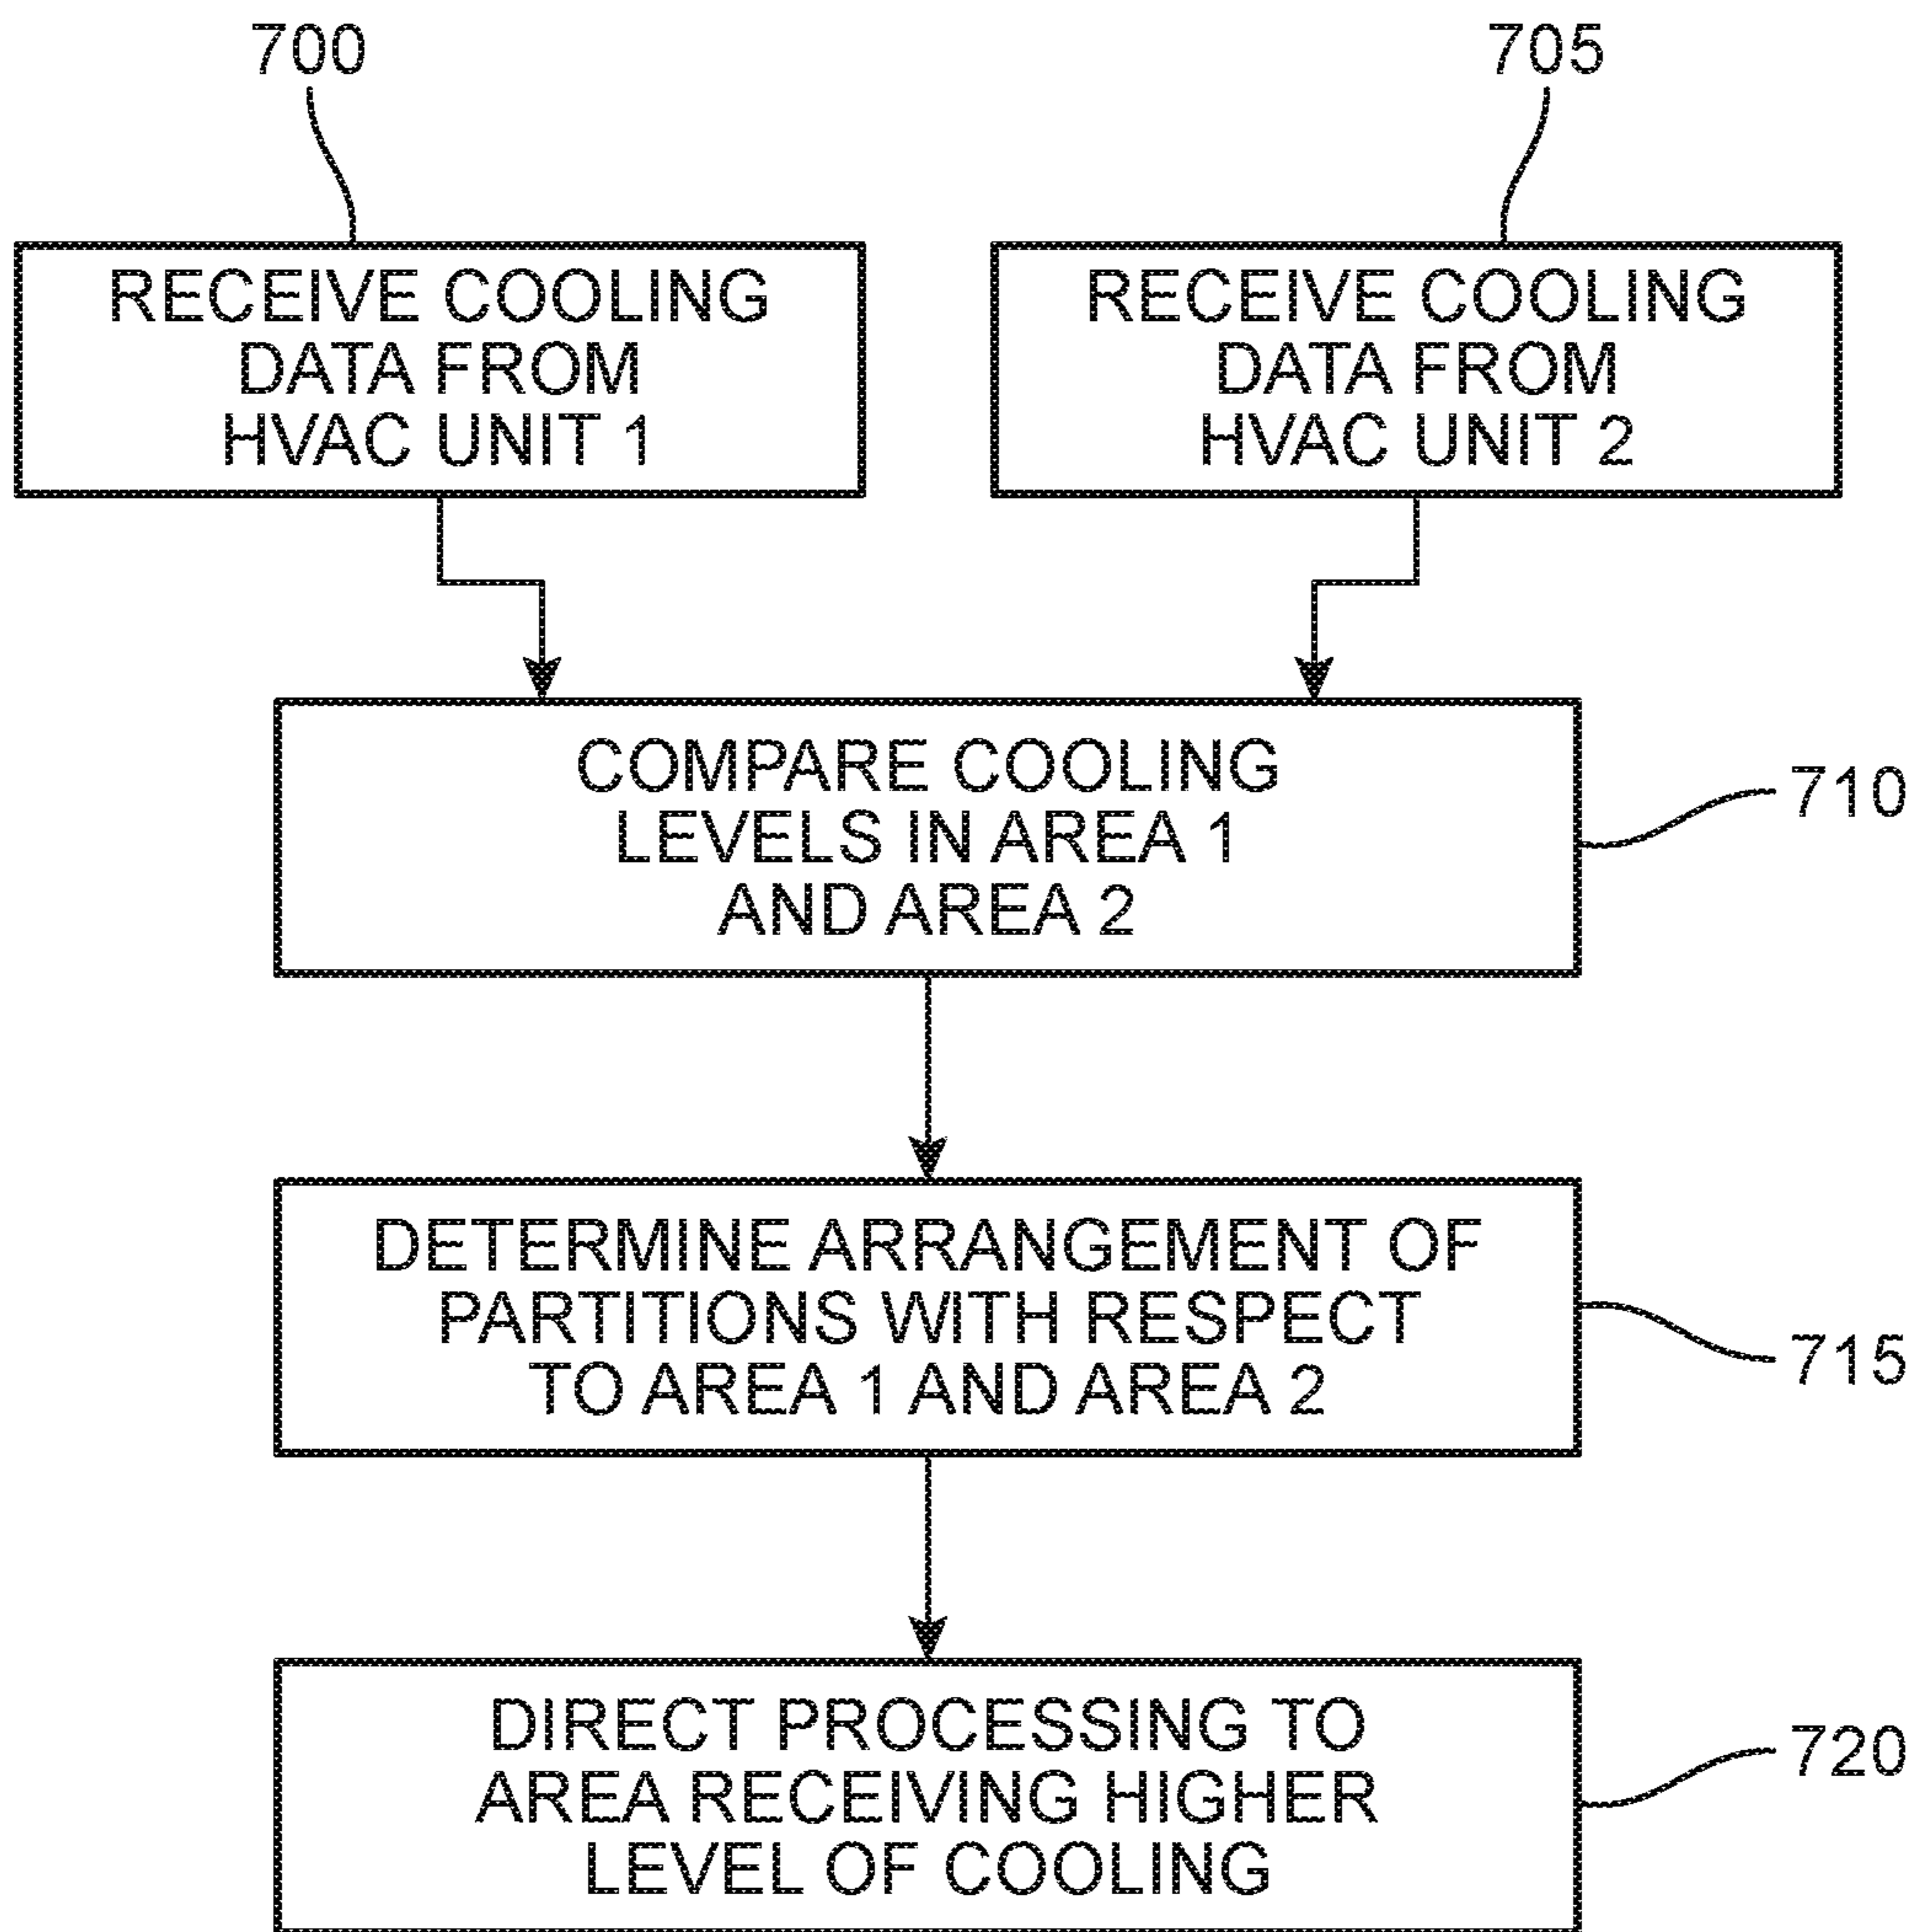 700
705
RECEIVE COOLING
DATA FROM
HVAC UNIT 1
RECEIVE COOLING
DATA FROM
HVAC UNIT 2
COMPARE COOLING
LEVELS IN AREA 1
AND AREA 2
710
DETERMINE ARRANGEMENT OF
PARTITIONS WITH RESPECT
TO AREA 1 AND AREA 2
715
DIRECT PROCESSING TO
AREA RECEIVING HIGHER
LEVEL OF COOLING
720